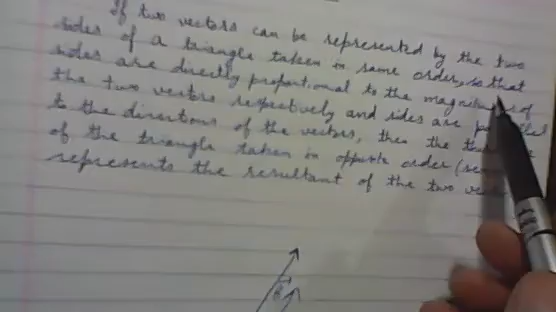 If two vectors can be represented by the two
sides of a triangle taken in same order, so that
sides are directly proportional to the magnitudes of
the two vectors respectively and sides are
to the directions of the vectors, then the
of the triangle taken in opposite order
represents the resultant of the two